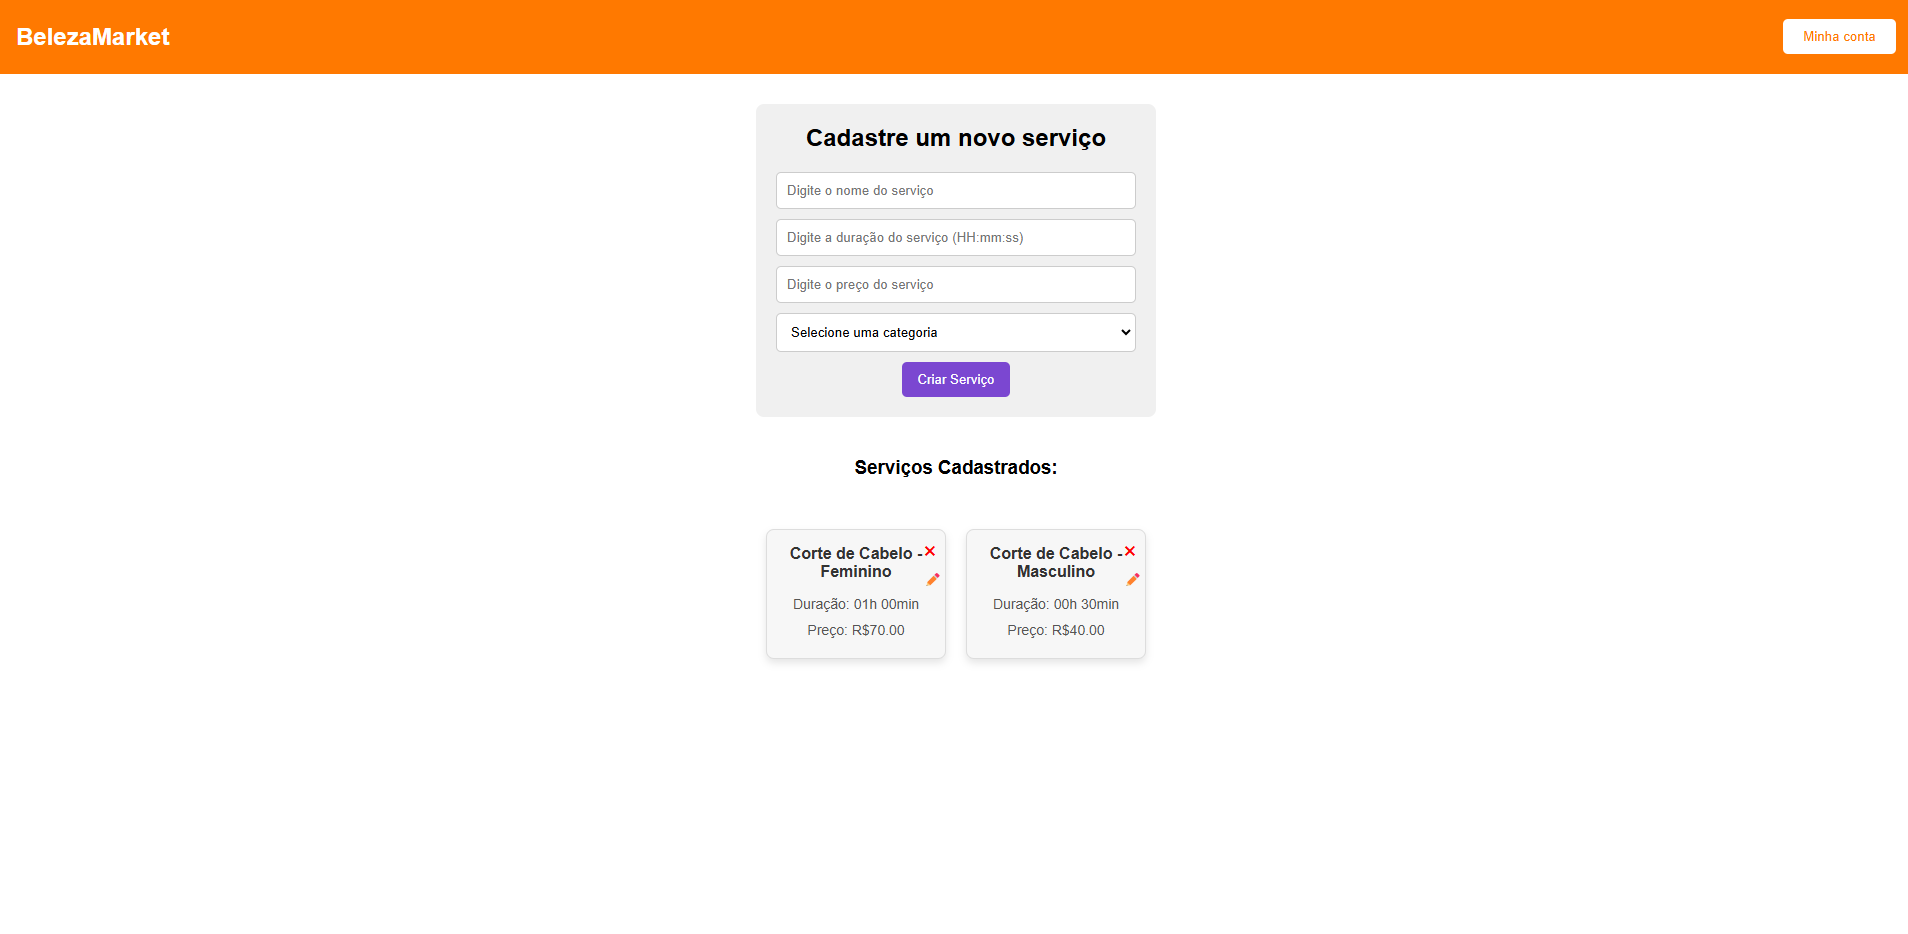 BelezaMarket
Minha conta
Cadastre um novo serviço
Digite o nome do serviço
Digite a duração do serviço (HH:mm:ss)
Digite o preço do serviço
Selecione uma categoria
Criar Serviço
Serviços Cadastrados:
Corte de Cabelo -
Feminino
Duração: 01h 00min
Preço: R$70.00
Corte de Cabelo -
Masculino
Duração: 00h 30min
Preço: R$40.00